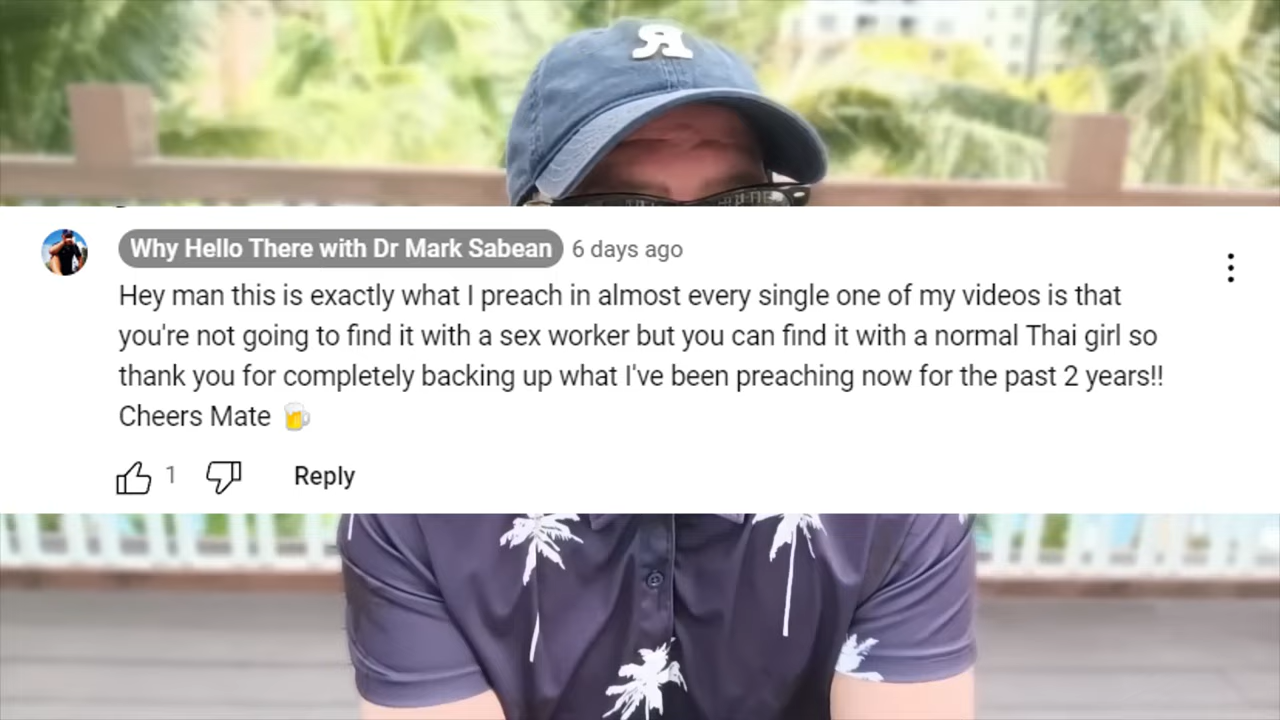 Я
Why Hello There with Dr Mark Sabean 6 days ago
Hey man this is exactly what I preach in almost every single one of my videos is that
you're not going to find it with a sex worker but you can find it with a normal Thai girl so
thank you for completely backing up what I've been preaching now for the past 2 years!!
Cheers Mate 🍺
1 Reply